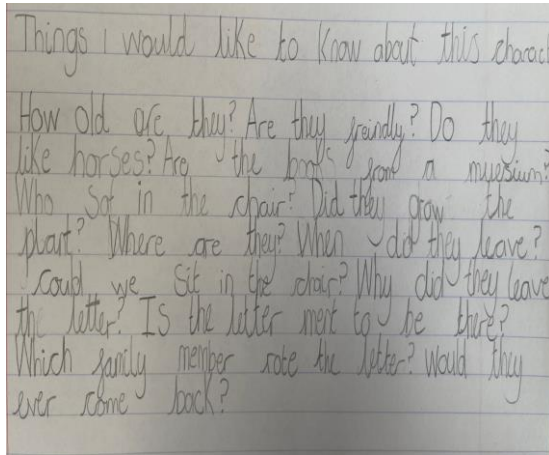 Things I would like to know about this charac
How old are they? Are they freindly? Do they
like horses? Are the books from a muesium?
Who Sat in the chair? Did they grow the
plant? Where are they? When did they leave?
Could we Sit in the chair? Why did they leave
the letter? Is the letter ment to be there?
Which family member rote the letter? Would they
ever come back?